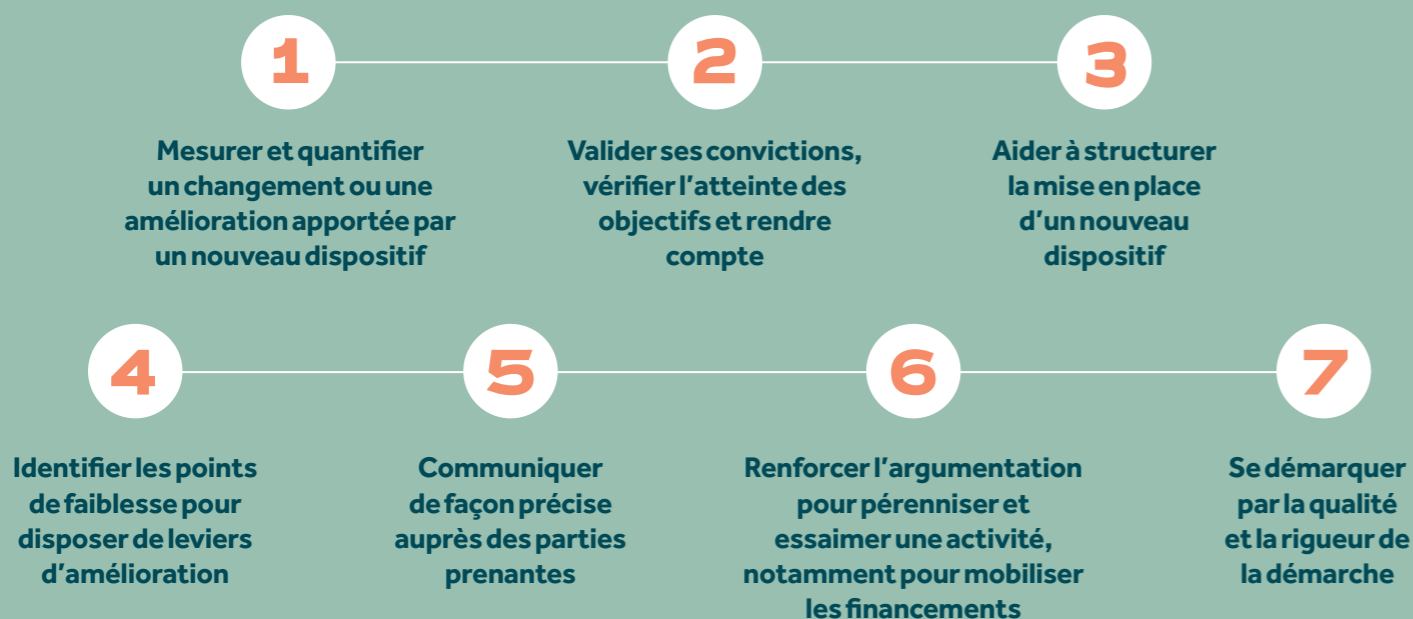 1
Mesurer et quantifier
un changement ou une
amélioration apportée par
un nouveau dispositif
2
Valider ses convictions,
vérifier l’atteinte des
objectifs et rendre
compte
3
Aider à structurer
la mise en place
d’un nouveau
dispositif
4
Identifier les points
de faiblesse pour
disposer de leviers
d’amélioration
5
Communiquer
de façon précise
auprès des parties
prenantes
6
Renforcer l’argumentation
pour pérenniser et
essaimer une activité,
notamment pour mobiliser
les financements
7
Se démarquer
par la qualité
et la rigueur de
la démarche